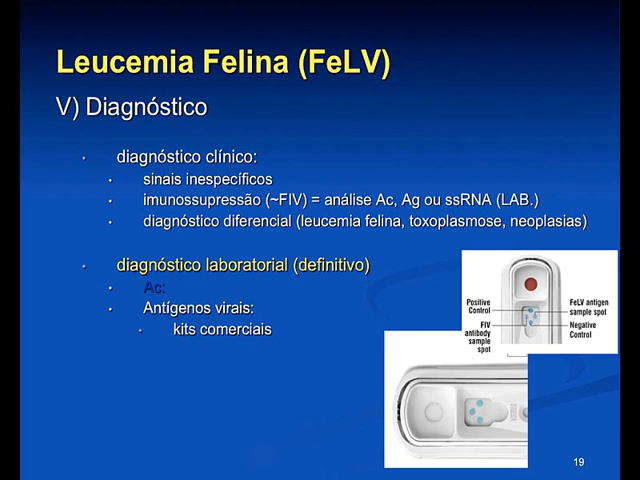 Leucemia Felina (FeLV)
V) Diagnóstico
diagnóstico clínico:
sinais inespecíficos
imunossupressão (~FIV) = análise Ac, Ag ou ssRNA (LAB.)
diagnóstico diferencial (leucemia felina, toxoplasmose, neoplasias)
diagnóstico laboratorial (definitivo)
Ac:
Antígenos virais:
kits comerciais
Positive
Control
FIV
antibody
sample
spot
FeLV antigen
sample spot
Negative
Control
19